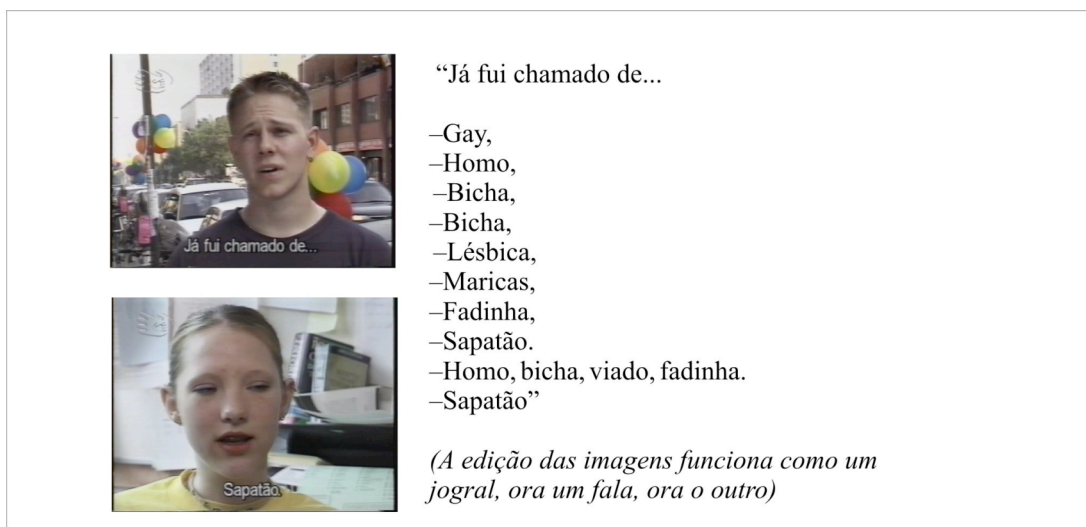 Já fui chamado de...
Sapatão.
“Já fui chamado de...
–Gay,
–Homo,
–Bicha,
–Bicha,
–Lésbica,
–Maricas,
–Fadinha,
–Sapatão.
–Homo, bicha, viado, fadinha.
–Sapatão”
(A edição das imagens funciona como um
jogral, ora um fala, ora o outro)